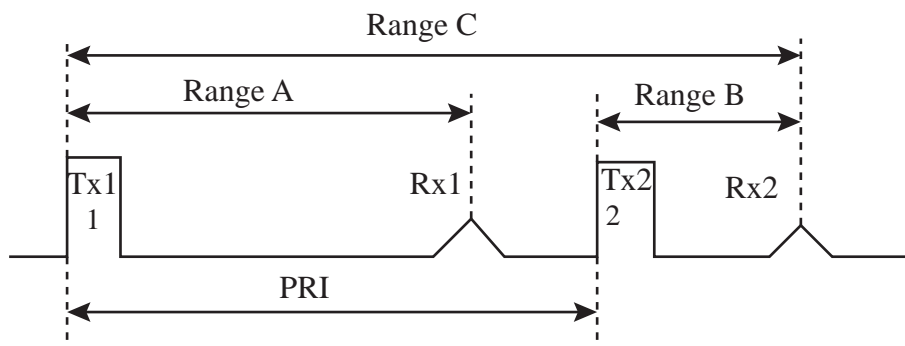 Range C
Range A
Range B
Tx1
1
Rx1
Tx2
2
Rx2
PRI